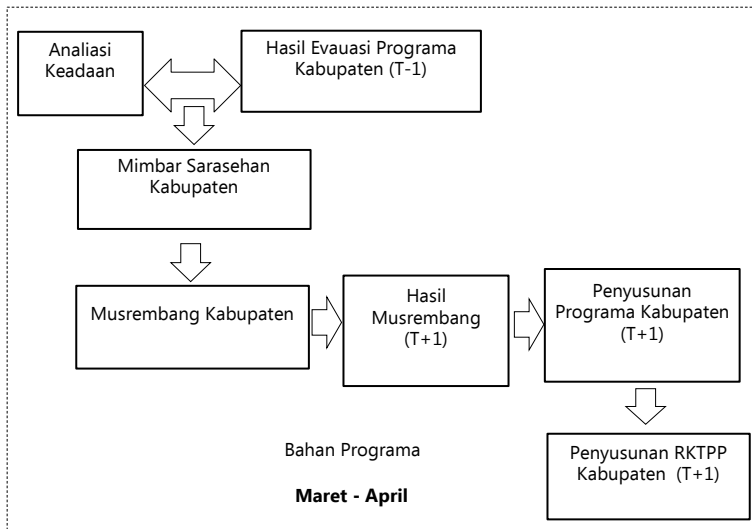 Analiasi
Keadaan
Hasil Evauasi Programa
Kabupaten (T-1)
Mimbar Sarasehan
Kabupaten
Musrembang Kabupaten
Hasil
Musrembang
(T+1)
Penyusunan
Programa Kabupaten
(T+1)
Penyusunan RKTPP
Kabupaten (T+1)
Bahan Programa
Maret - April